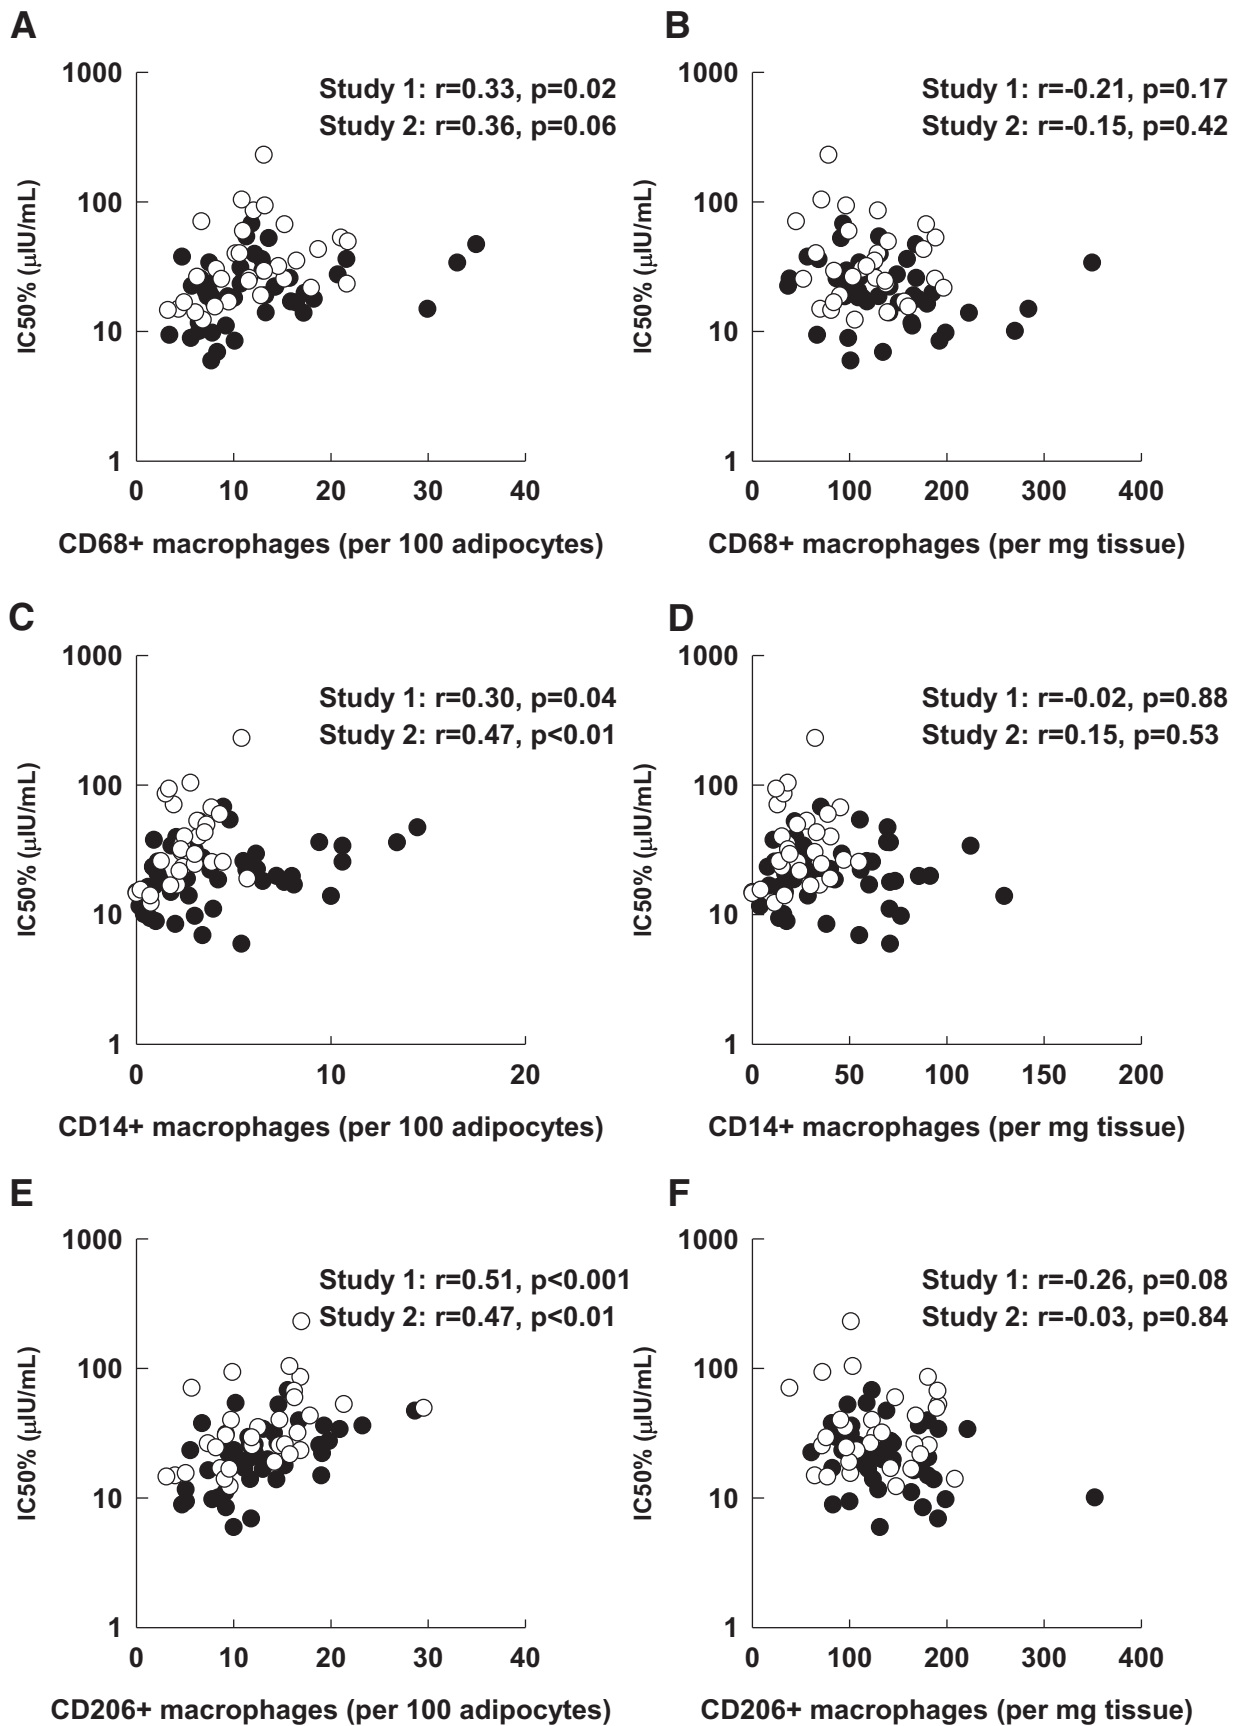 A
B
1000
100
10
1
IC50% (μIU/mL)
Study 1: r=0.33, p=0.02
Study 2: r=0.36, p=0.06
0 10 20 30 40
CD68+ macrophages (per 100 adipocytes)
1000
100
10
1
IC50% (μIU/mL)
Study 1: r=-0.21, p=0.17
Study 2: r=-0.15, p=0.42
0 100 200 300 400
CD68+ macrophages (per mg tissue)
C
D
1000
100
10
1
IC50% (μIU/mL)
Study 1: r=0.30, p=0.04
Study 2: r=0.47, p<0.01
0 10 20
CD14+ macrophages (per 100 adipocytes)
1000
100
10
1
IC50% (μIU/mL)
Study 1: r=-0.02, p=0.88
Study 2: r=0.15, p=0.53
0 50 100 150 200
CD14+ macrophages (per mg tissue)
E
F
1000
100
10
1
IC50% (μIU/mL)
Study 1: r=0.51, p<0.001
Study 2: r=0.47, p<0.01
0 10 20 30 40
CD206+ macrophages (per 100 adipocytes)
1000
100
10
1
IC50% (μIU/mL)
Study 1: r=-0.26, p=0.08
Study 2: r=-0.03, p=0.84
0 100 200 300 400
CD206+ macrophages (per mg tissue)